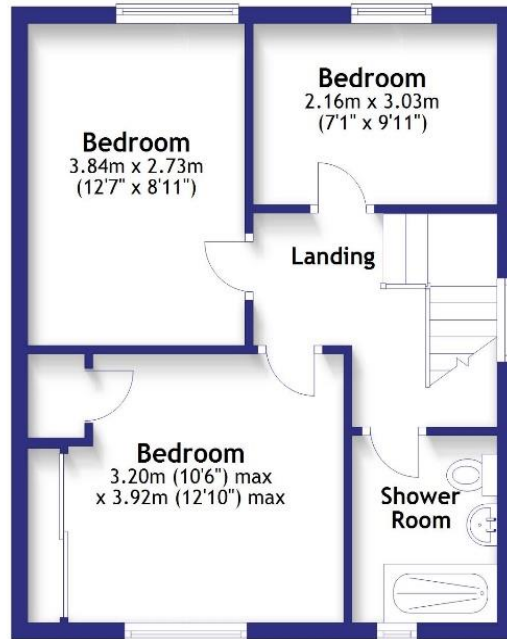 Bedroom
3.84m x 2.73m
(12'7" x 8'11")
Bedroom
2.16m x 3.03m
(7'1" x 9'11")
Landing
Bedroom
3.20m (10'6") max
x 3.92m (12'10") max
Shower
Room